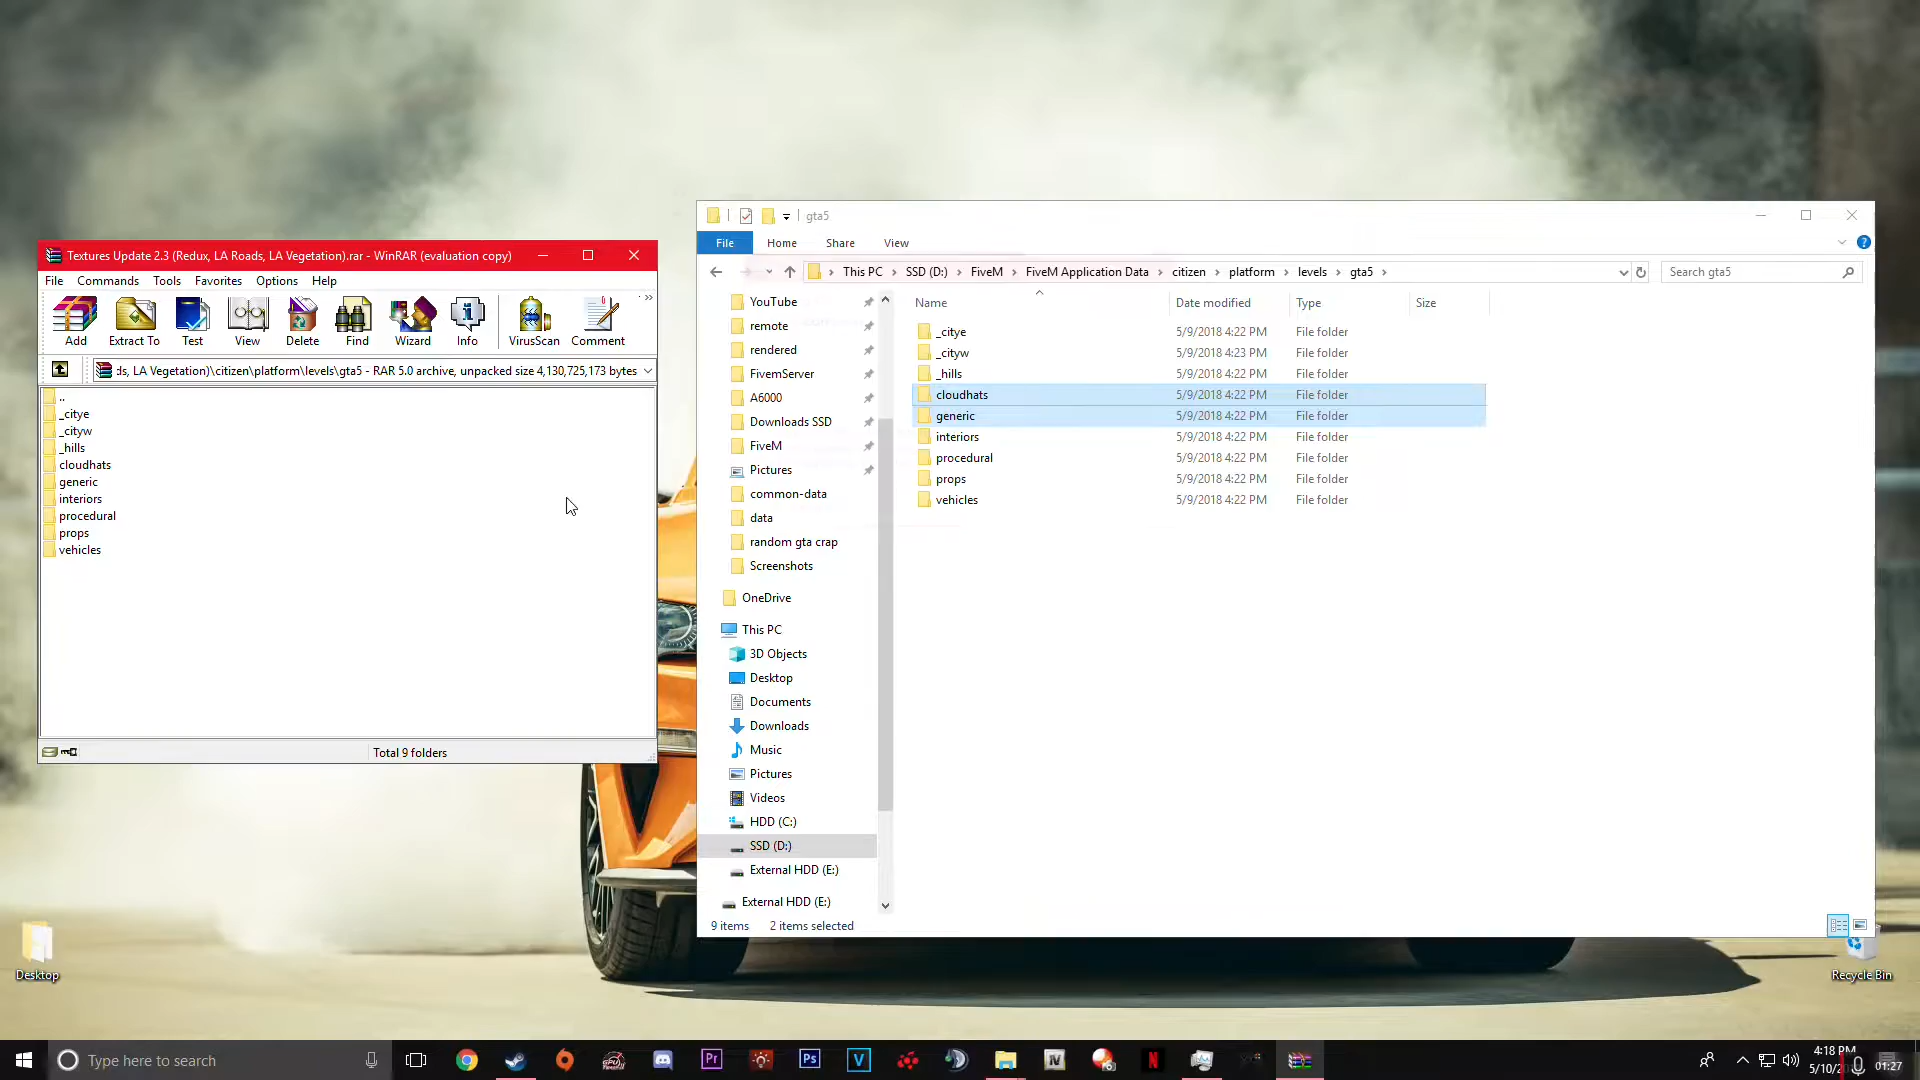 Textures Update 2.3 (Redux, LA Roads, LA Vegetation).rar - WinRAR (evaluation copy)
File Commands Tools Favorites Options Help
Add Extract To Test View Delete Find Wizard Info VirusScan Comment
ds, LA Vegetation)\citizen\platform\levels\gta5 - RAR 5.0 archive, unpacked size 4,130,725,173 bytes
..
_citye
_cityw
_hills
cloudhats
generic
interiors
procedural
props
vehicles
Total 9 folders
gta5
File Home Share View
This PC SSD (D:) FiveM FiveM Application Data citizen platform levels gta5
Search gta5
YouTube
remote
rendered
FivemServer
A6000
Downloads SSD
FiveM
Pictures
common-data
data
random gta crap
Screenshots
OneDrive
This PC
3D Objects
Desktop
Documents
Downloads
Music
Pictures
Videos
HDD (C:)
SSD (D:)
External HDD (E:)
External HDD (E:)
Name Date modified Type Size
_citye 5/9/2018 4:22 PM File folder
_cityw 5/9/2018 4:23 PM File folder
_hills 5/9/2018 4:22 PM File folder
cloudhats 5/9/2018 4:22 PM File folder
generic 5/9/2018 4:22 PM File folder
interiors 5/9/2018 4:22 PM File folder
procedural 5/9/2018 4:22 PM File folder
props 5/9/2018 4:22 PM File folder
vehicles 5/9/2018 4:22 PM File folder
9 items 2 items selected
Desktop
Recycle Bin
Type here to search
Pr
Ps
V
IV
N
4:18 PM
5/10/20
01:27